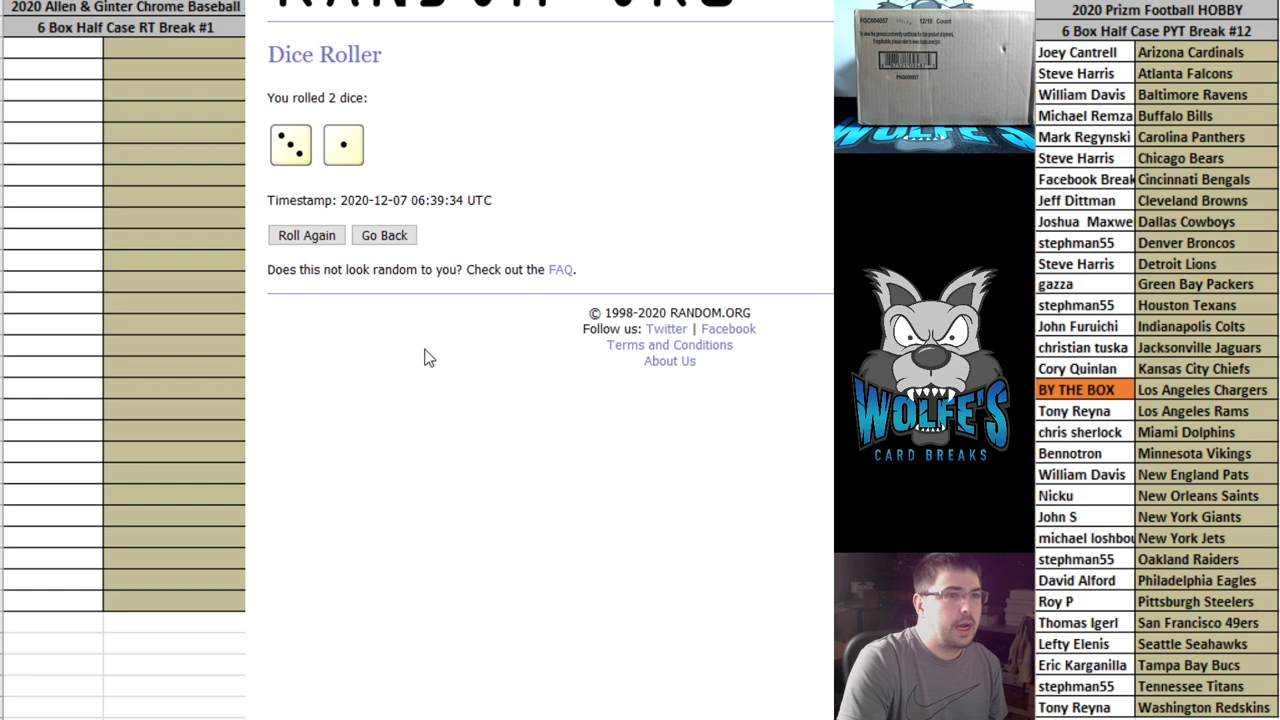 2020 Allen & Ginter Chrome Baseball
6 Box Half Case RT Break #1
RANDOM ORG
Dice Roller
You rolled 2 dice:
Timestamp: 2020-12-07 06:39:34 UTC
Roll Again
Go Back
Does this not look random to you? Check out the FAQ.
© 1998-2020 RANDOM.ORG
Follow us: Twitter | Facebook
Terms and Conditions
About Us
WOLFE'S
WOLFE'S
CARD BREAKS
2020 Prizm Football HOBBY
6 Box Half Case PYT Break #12
Joey Cantrell Arizona Cardinals
Steve Harris Atlanta Falcons
William Davis Baltimore Ravens
Michael Remza Buffalo Bills
Mark Regynski Carolina Panthers
Steve Harris Chicago Bears
Facebook Break Cincinnati Bengals
Jeff Dittman Cleveland Browns
Joshua Maxwe Dallas Cowboys
stephman55 Denver Broncos
Steve Harris Detroit Lions
gazza Green Bay Packers
stephman55 Houston Texans
John Furuichi Indianapolis Colts
christian tuska Jacksonville Jaguars
Cory Quinlan Kansas City Chiefs
BY THE BOX Los Angeles Chargers
Tony Reyna Los Angeles Rams
chris sherlock Miami Dolphins
Bennotron Minnesota Vikings
William Davis New England Pats
Nicku New Orleans Saints
John S New York Giants
michael loshbou New York Jets
stephman55 Oakland Raiders
David Alford Philadelphia Eagles
Roy P Pittsburgh Steelers
Thomas Igerl San Francisco 49ers
Lefty Elenis Seattle Seahawks
Eric Karganilla Tampa Bay Bucs
stephman55 Tennessee Titans
Tony Reyna Washington Redskins